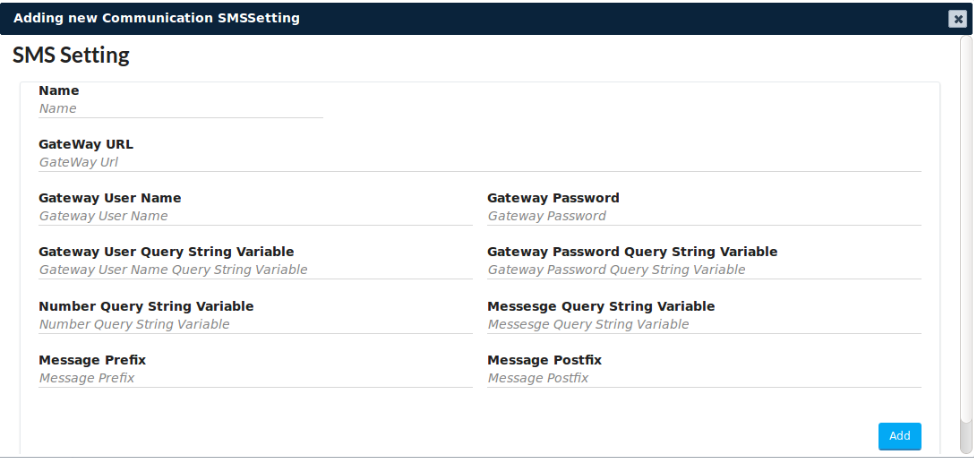 Adding new Communication SMSSetting
SMS Setting
Name
Name
GateWay URL
GateWay Url
Gateway User Name
Gateway User Name
Gateway Password
Gateway Password
Gateway User Query String Variable
Gateway User Name Query String Variable
Gateway Password Query String Variable
Gateway Password Query String Variable
Number Query String Variable
Number Query String Variable
Messesge Query String Variable
Messesge Query String Variable
Message Prefix
Message Prefix
Message Postfix
Message Postfix
Add